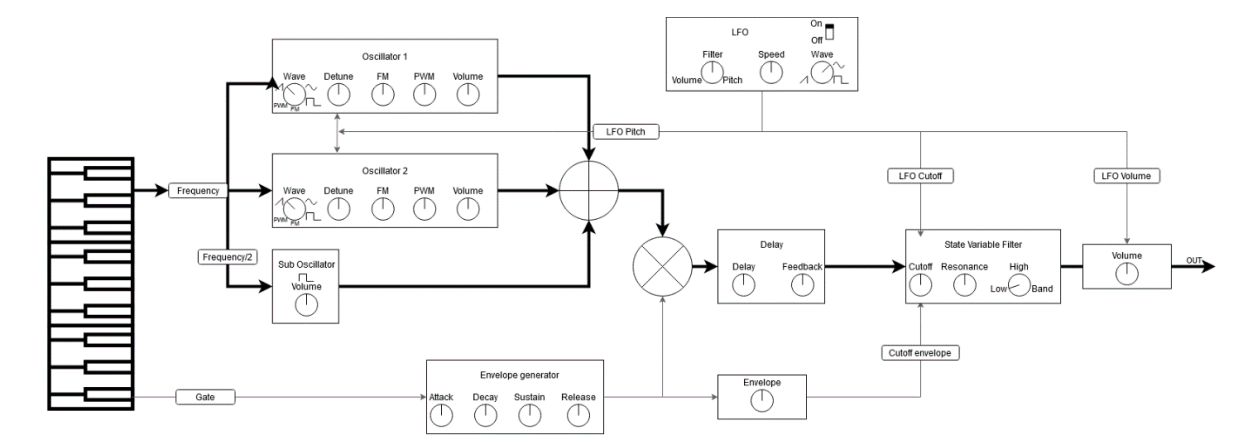 LFO
On
Off
Filter
Speed
Wave
Volume
Pitch
Oscillator 1
Wave
Detune
FM
PWM
Volume
PWM
FM
LFO Pitch
Oscillator 2
Wave
Detune
FM
PWM
Volume
PWM
FM
Frequency
LFO Cutoff
LFO Volume
Frequency/2
Sub Oscillator
Volume
Delay
Delay
Feedback
State Variable Filter
Cutoff
Resonance
High
Low
Band
Volume
OUT
Cutoff envelope
Envelope generator
Attack
Decay
Sustain
Release
Envelope
Gate